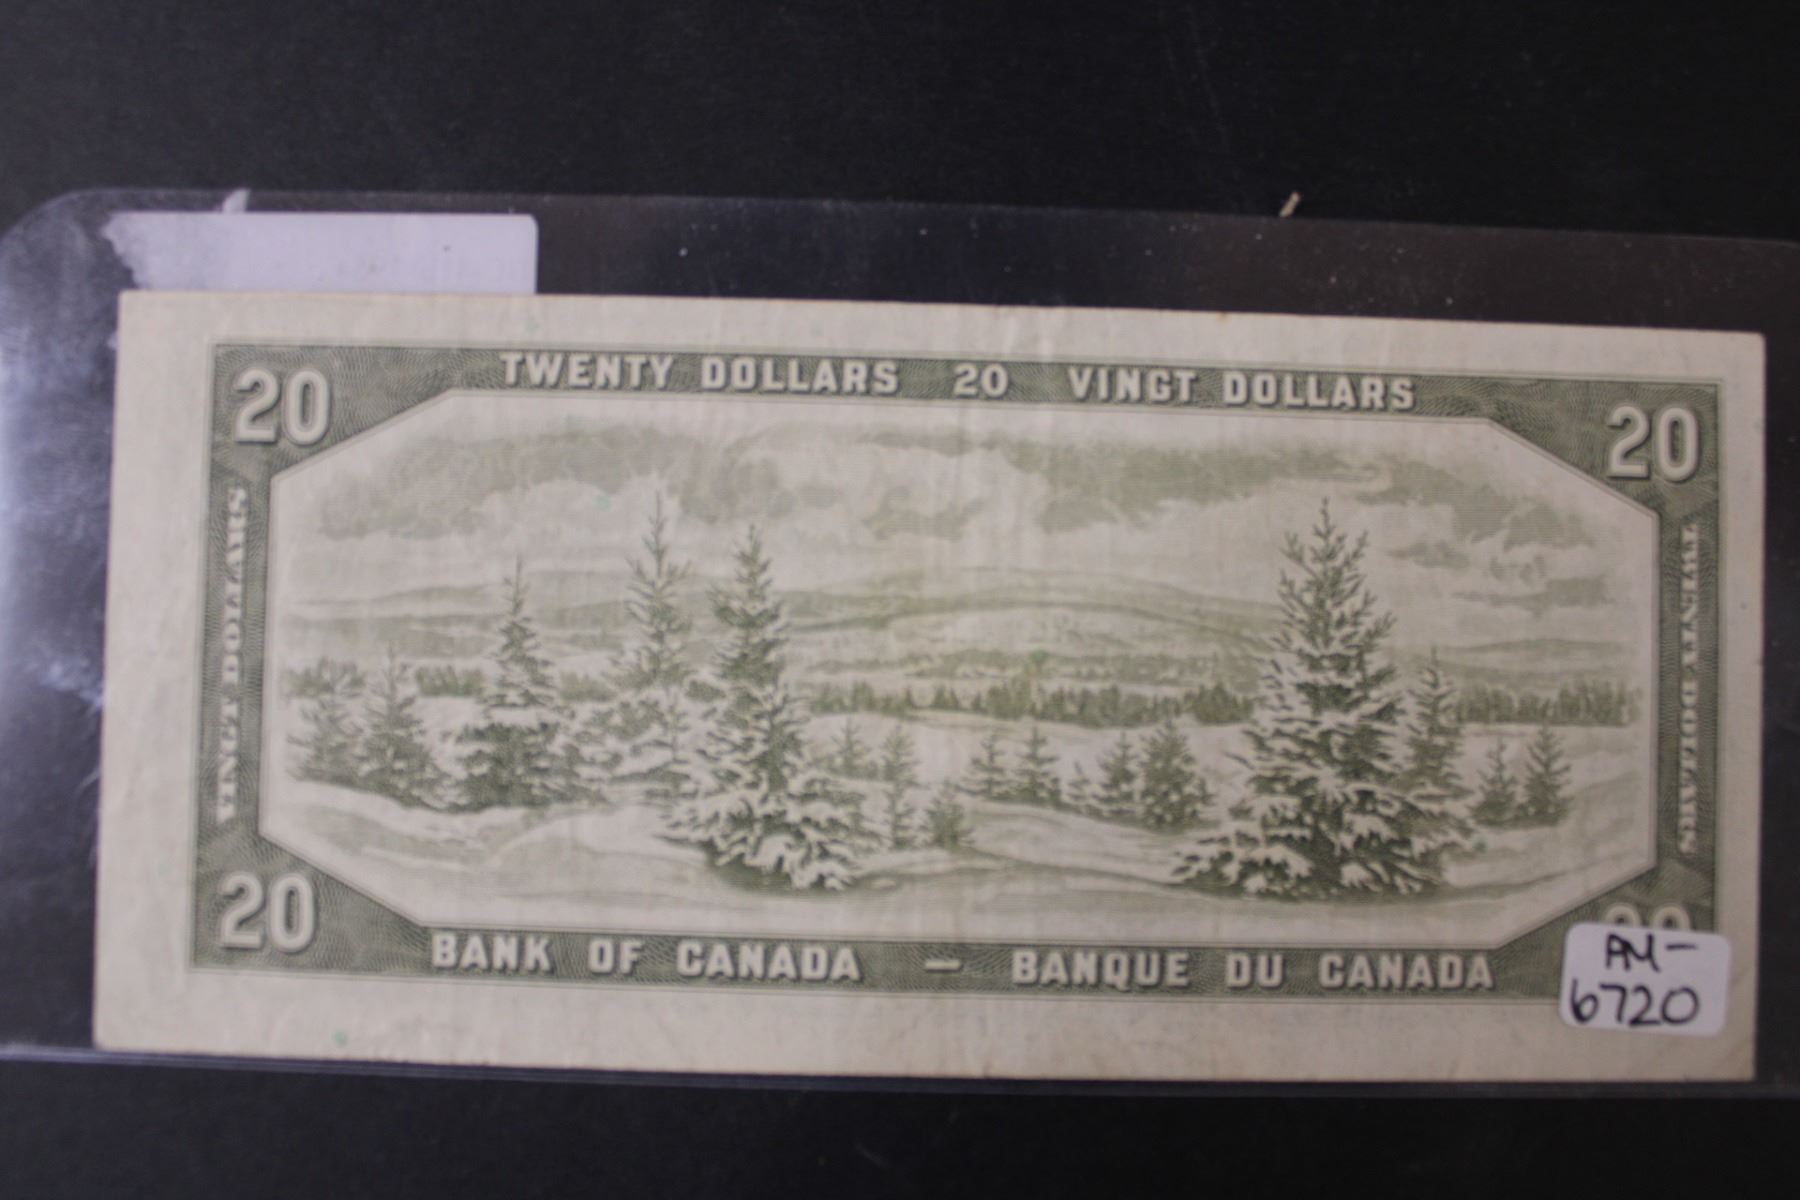 TWENTY DOLLARS 20 VINGT DOLLARS
20
20
VINGT DOLLARS
TWENTY DOLLARS
20
20
BANK OF CANADA — BANQUE DU CANADA
AM-
6720